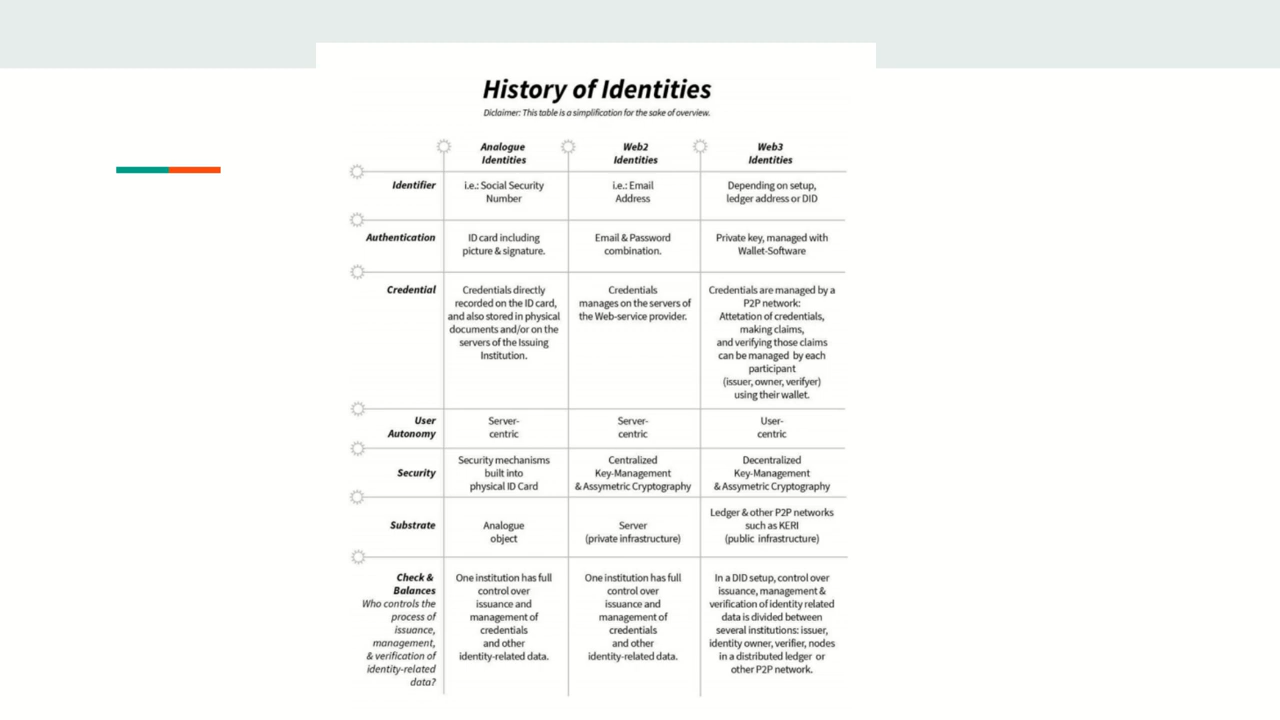 History of Identities
Diclaimer: This table is a simplification for the sake of overview.
Analogue
Identities
Web2
Identities
Web3
Identities
Identifier
i.e.: Social Security
Number
i.e.: Email
Address
Depending on setup,
ledger address or DID
Authentication
ID card including
picture & signature.
Email & Password
combination.
Private key, managed with
Wallet-Software
Credential
Credentials directly
recorded on the ID card,
and also stored in physical
documents and/or on the
servers of the Issuing
Institution.
Credentials
manages on the servers of
the Web-service provider.
Credentials are managed by a
P2P network:
Attetation of credentials,
making claims,
and verifying those claims
can be managed by each
participant
(issuer, owner, verifyer)
using their wallet.
User
Autonomy
Server-
centric
Server-
centric
User-
centric
Security
Security mechanisms
built into
physical ID Card
Centralized
Key-Management
& Assymetric Cryptography
Decentralized
Key-Management
& Assymetric Cryptography
Substrate
Analogue
object
Server
(private infrastructure)
Ledger & other P2P networks
such as KERI
(public infrastructure)
Check &
Balances
Who controls the
process of
issuance,
management,
& verification of
identity-related
data?
One institution has full
control over
issuance and
management of
credentials
and other
identity-related data.
One institution has full
control over
issuance and
management of
credentials
and other
identity-related data.
In a DID setup, control over
issuance, management &
verification of identity related
data is divided between
several institutions: issuer,
identity owner, verifier, nodes
in a distributed ledger or
other P2P network.